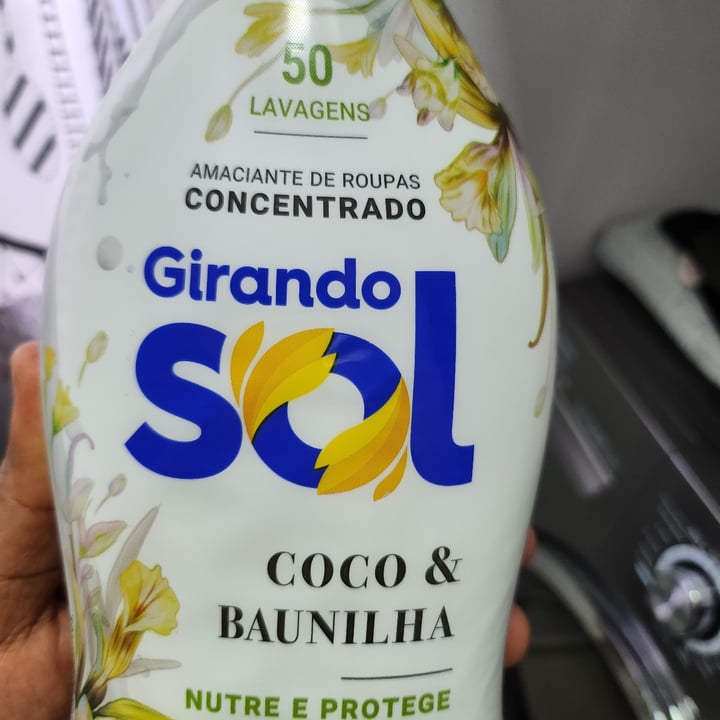 50
LAVAGENS
AMACIANTE DE ROUPAS
CONCENTRADO
Girando
sol
COCO &
BAUNILHA
NUTRE E PROTEGE